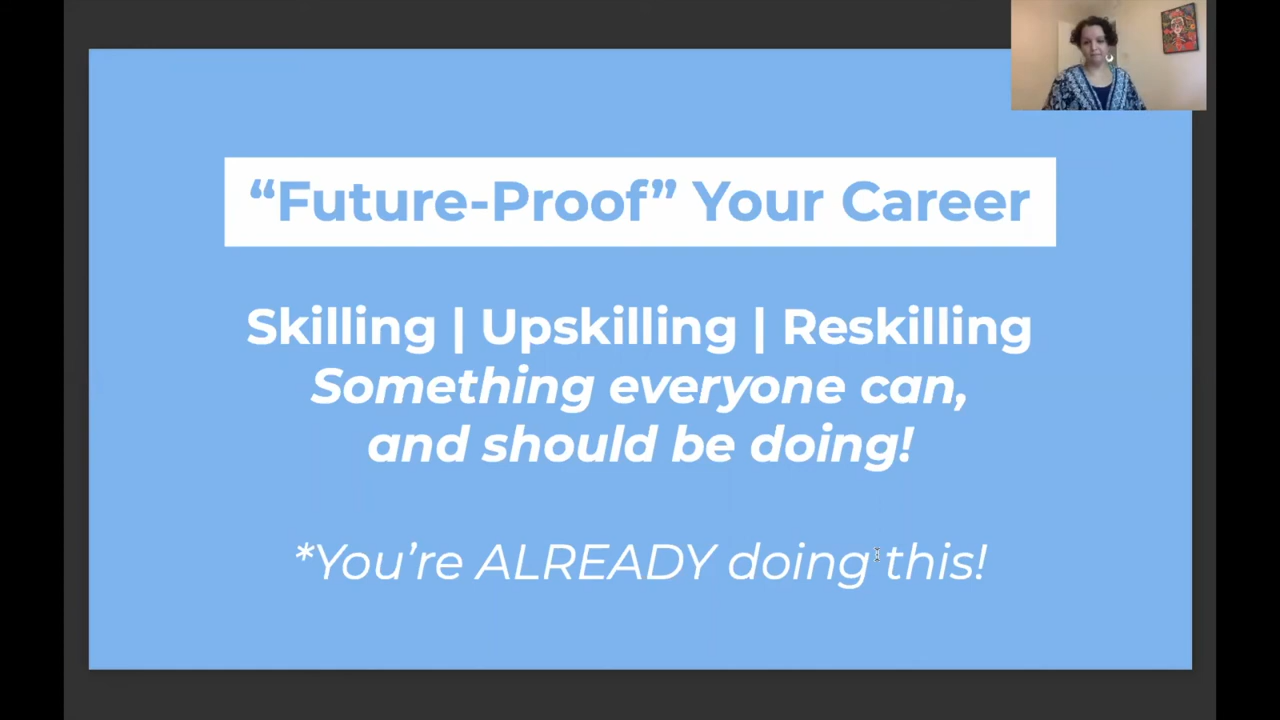 “Future-Proof” Your Career
Skilling | Upskilling | Reskilling
Something everyone can,
and should be doing!
*You’re ALREADY doing this!